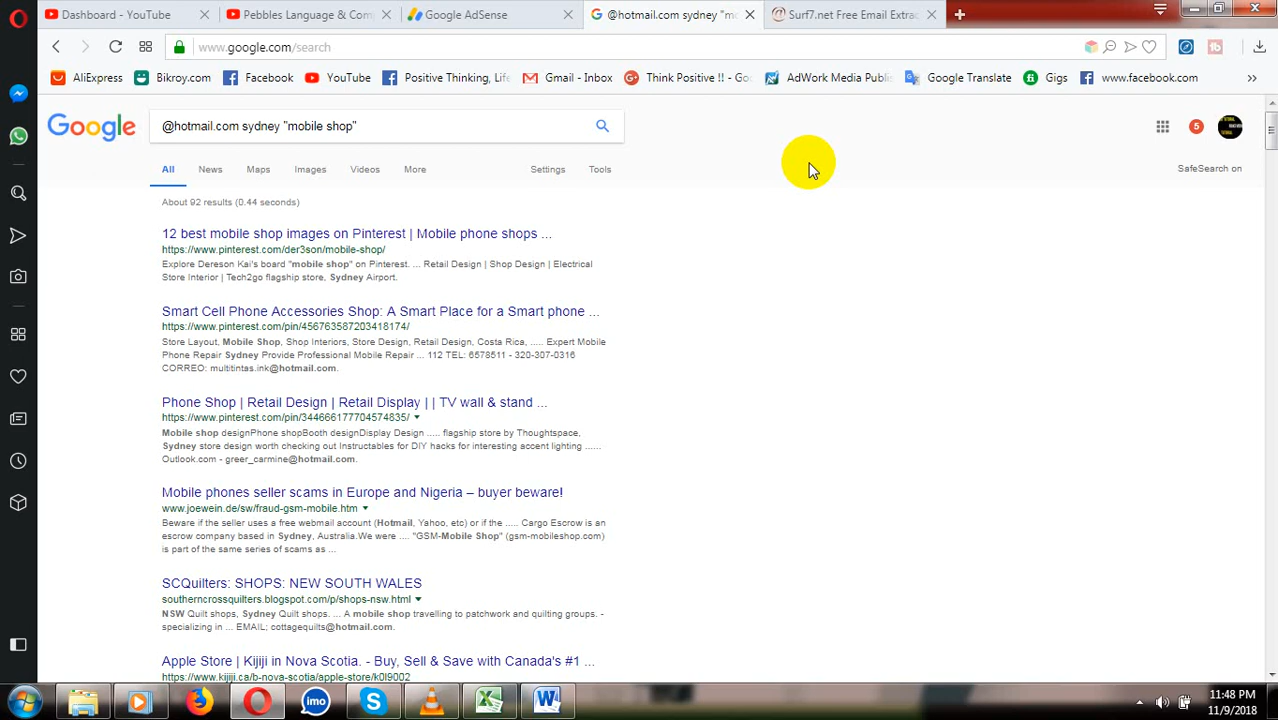 Dashboard - YouTube
Pebbles Language & Com
Google AdSense
@hotmail.com sydney "m
Surf7.net Free Email Extrac
www.google.com/search
AliExpress
Bikroy.com
Facebook
YouTube
Positive Thinking, Life
Gmail - Inbox
Think Positive !! - Go
AdWork Media Publis
Google Translate
Gigs
www.facebook.com
Google
@hotmail.com sydney "mobile shop"
5
All
News
Maps
Images
Videos
More
Settings
Tools
SafeSearch on
About 92 results (0.44 seconds)
12 best mobile shop images on Pinterest | Mobile phone shops ...
https://www.pinterest.com/der3son/mobile-shop/
Explore Dereson Kai's board "mobile shop" on Pinterest. ... Retail Design | Shop Design | Electrical
Store Interior | Tech2go flagship store, Sydney Airport.
Smart Cell Phone Accessories Shop: A Smart Place for a Smart phone ...
https://www.pinterest.com/pin/456763587203418174/
Store Layout, Mobile Shop, Shop Interiors, Store Design, Retail Design, Costa Rica, ..... Expert Mobile
Phone Repair Sydney Provide Professional Mobile Repair ... 112 TEL: 6578511 - 320-307-0316
CORREO: multitintas.ink@hotmail.com.
Phone Shop | Retail Design | Retail Display | | TV wall & stand ...
https://www.pinterest.com/pin/344661777045748​35/
Mobile shop designPhone shopBooth designDisplay Design ..... flagship store by Thoughtspace,
Sydney store design worth checking out Instructables for DIY hacks for interesting accent lighting ......
Outlook.com - greer_carmine@hotmail.com.
Mobile phones seller scams in Europe and Nigeria – buyer beware!
www.joewein.de/sw/fraud-gsm-mobile.htm
Beware if the seller uses a free webmail account (Hotmail, Yahoo, etc) or if the ..... Cargo Escrow is an
escrow company based in Sydney, Australia.We were .... "GSM-Mobile Shop" (gsm-mobileshop.com)
is part of the same series of scams as ...
SCQuilters: SHOPS: NEW SOUTH WALES
southerncrossquilters.blogspot.com/p/shops-nsw.html
NSW Quilt shops, Sydney Quilt shops. ... A mobile shop travelling to patchwork and quilting groups. -
specializing in ... EMAIL; cottagequilts@hotmail.com.
Apple Store | Kijiji in Nova Scotia. - Buy, Sell & Save with Canada's #1 ...
https://www.kijiji.ca/b-nova-scotia/apple-store/k0l9002
imo
11:48 PM
11/9/2018